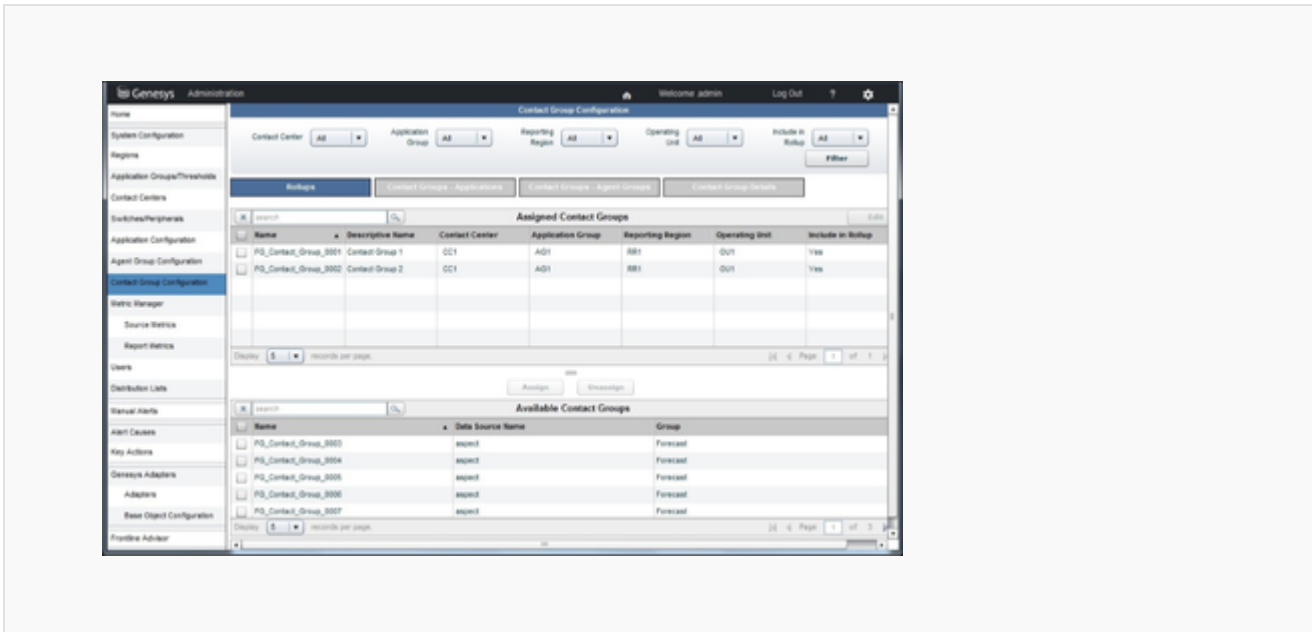 Genesys Administration Welcome admin Log Out ?
Contact Group Configuration
Home
System Configuration
Regions
Application Groups/Thresholds
Contact Centers
Switches/Peripherals
Application Configuration
Agent Group Configuration
Contact Group Configuration
Metric Manager
Source Metrics
Report Metrics
Users
Distribution Lists
Manual Alerts
Alert Causes
Key Actions
Genesys Adapters
Adapters
Base Object Configuration
Frontline Advisor
Contact Center All Application Group All Reporting Region All Operating Unit All Include in Rollup All
Filter
Rollups Contact Groups - Applications Contact Groups - Agent Groups Contact Group Details
search Assigned Contact Groups Edit
Name Descriptive Name Contact Center Application Group Reporting Region Operating Unit Include in Rollup
FG_Contact_Group_0001 Contact Group 1 CC1 AG1 RR1 OU1 Yes
FG_Contact_Group_0002 Contact Group 2 CC1 AG1 RR1 OU1 Yes
Display 5 records per page. Page 1 of 1
Assign Unassign
search Available Contact Groups
Name Data Source Name Group
FG_Contact_Group_0003 aspect Forecast
FG_Contact_Group_0004 aspect Forecast
FG_Contact_Group_0005 aspect Forecast
FG_Contact_Group_0006 aspect Forecast
FG_Contact_Group_0007 aspect Forecast
Display 5 records per page. Page 1 of 3